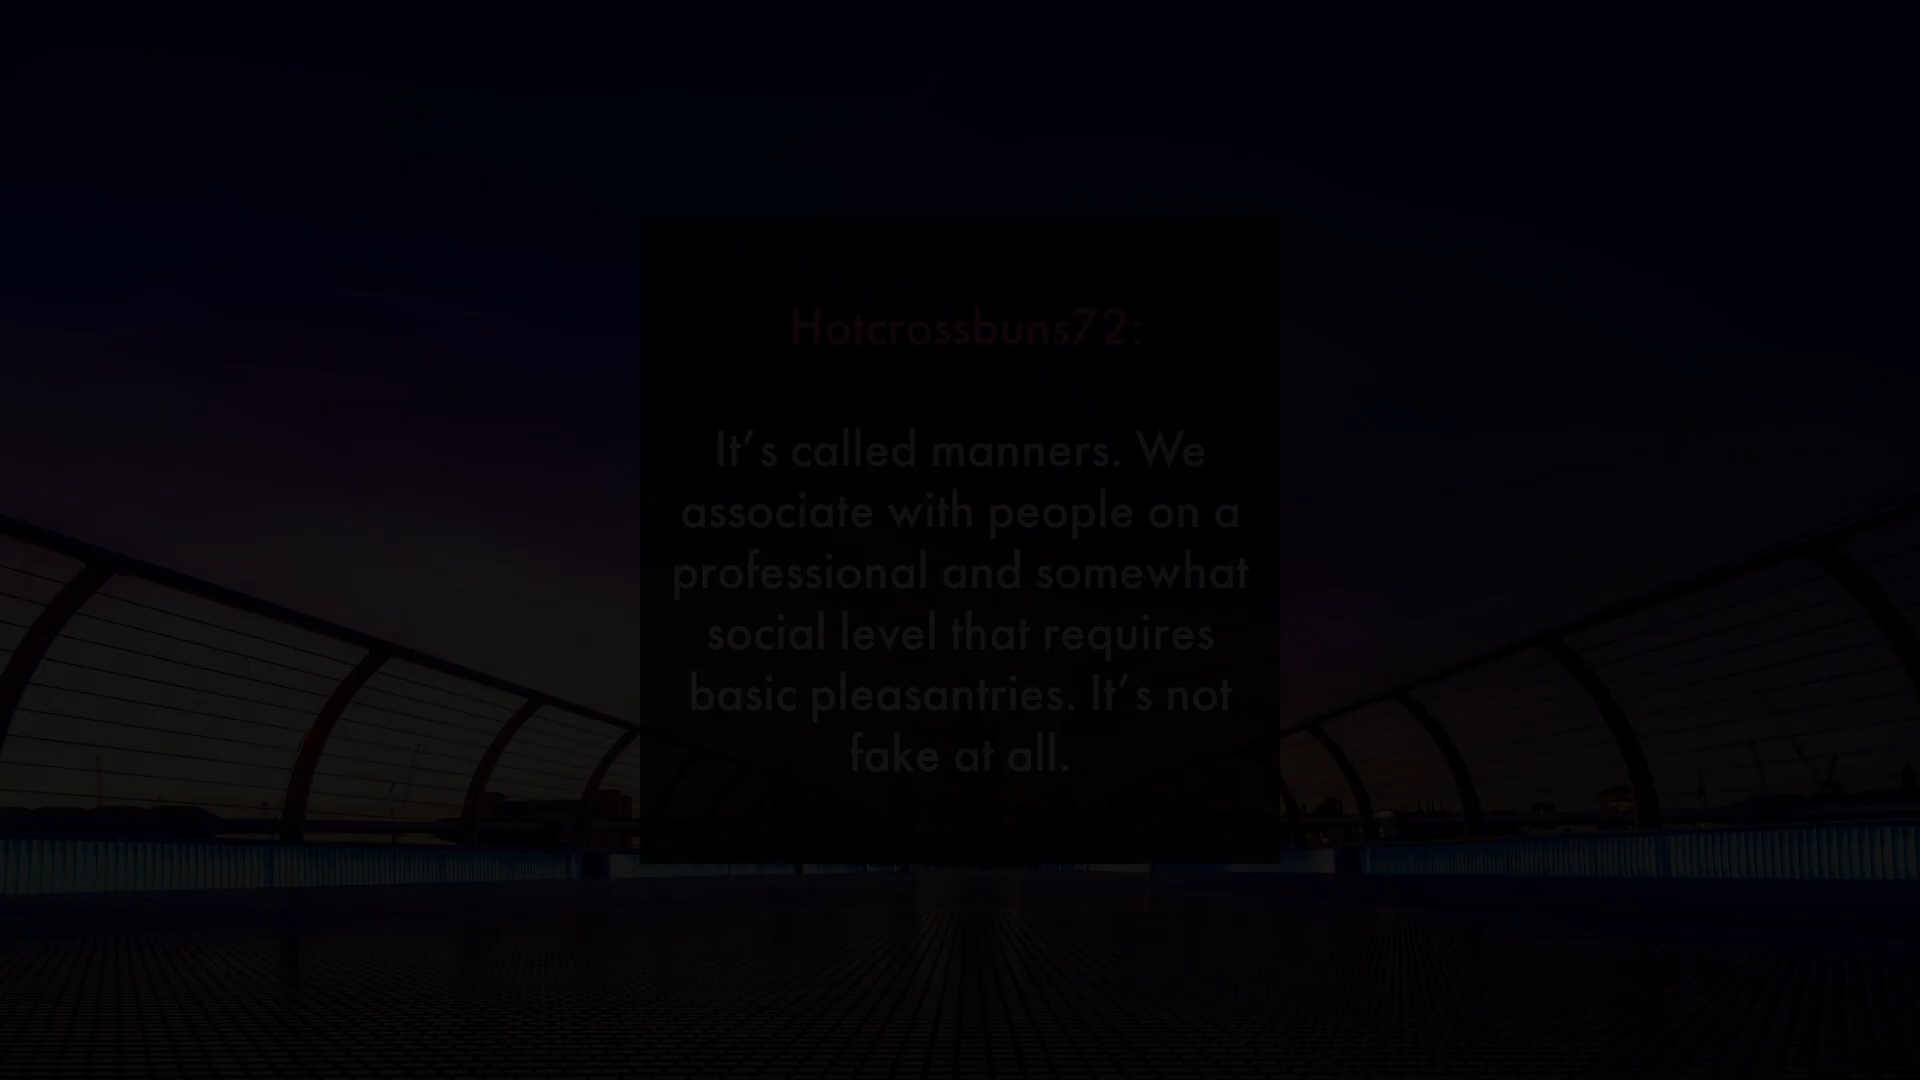 Hotcrossbuns72:
It’s called manners. We
associate with people on a
professional and somewhat
social level that requires
basic pleasantries. It’s not
fake at all.